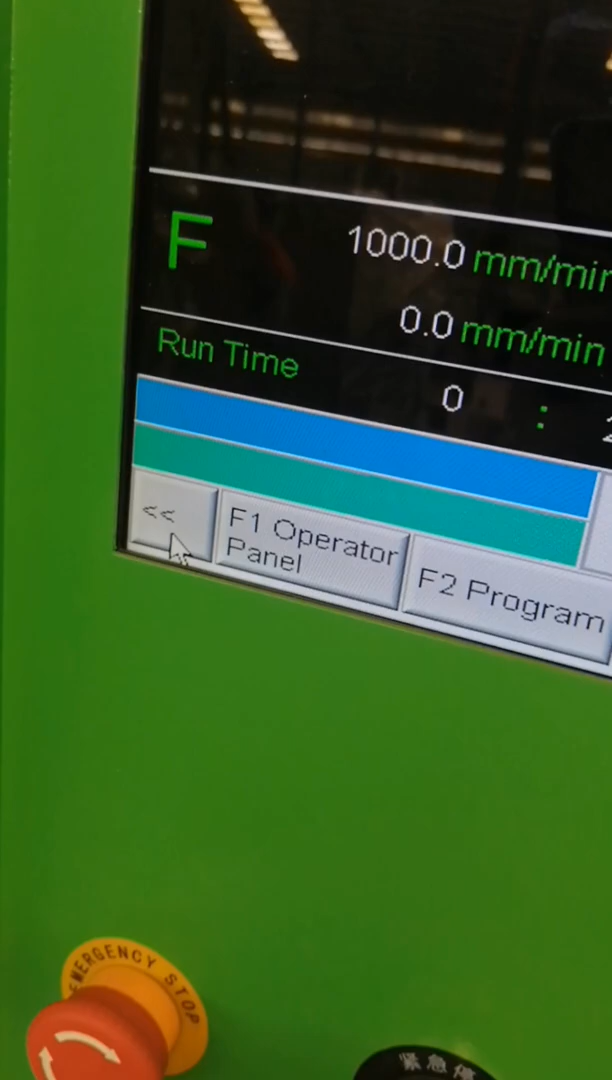 F
1000.0 mm/min
0.0 mm/min
Run Time
0 :
<<
F1 Operator
Panel
F2 Program
EMERGENCY STOP
紧急停